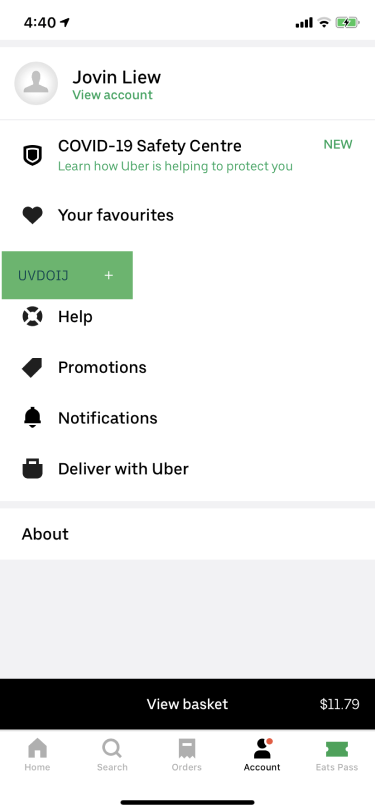 4:40
Jovin Liew
View account
COVID-19 Safety Centre
NEW
Learn how Uber is helping to protect you
Your favourites
UVDOIJ +
Help
Promotions
Notifications
Deliver with Uber
About
View basket $11.79
Home Search Orders Account Eats Pass